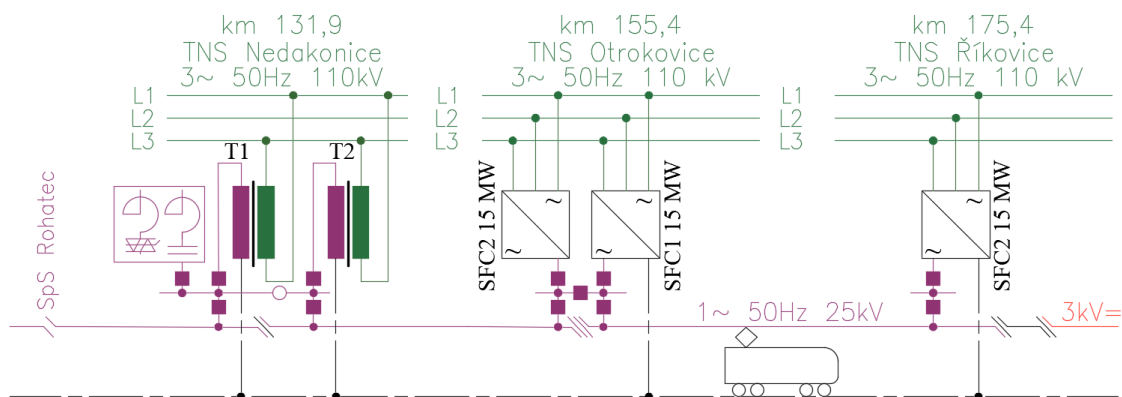 km 131,9
TNS Nedakonice
3~ 50Hz 110kV
L1
L2
L3
T1
T2
SpS Rohatec
km 155,4
TNS Otrokovice
3~ 50Hz 110 kV
L1
L2
L3
SFC2 15 MW
~
~
SFC1 15 MW
~
~
km 175,4
TNS Říkovice
3~ 50Hz 110 kV
L1
L2
L3
SFC2 15 MW
~
~
1~ 50Hz 25kV
3kV=